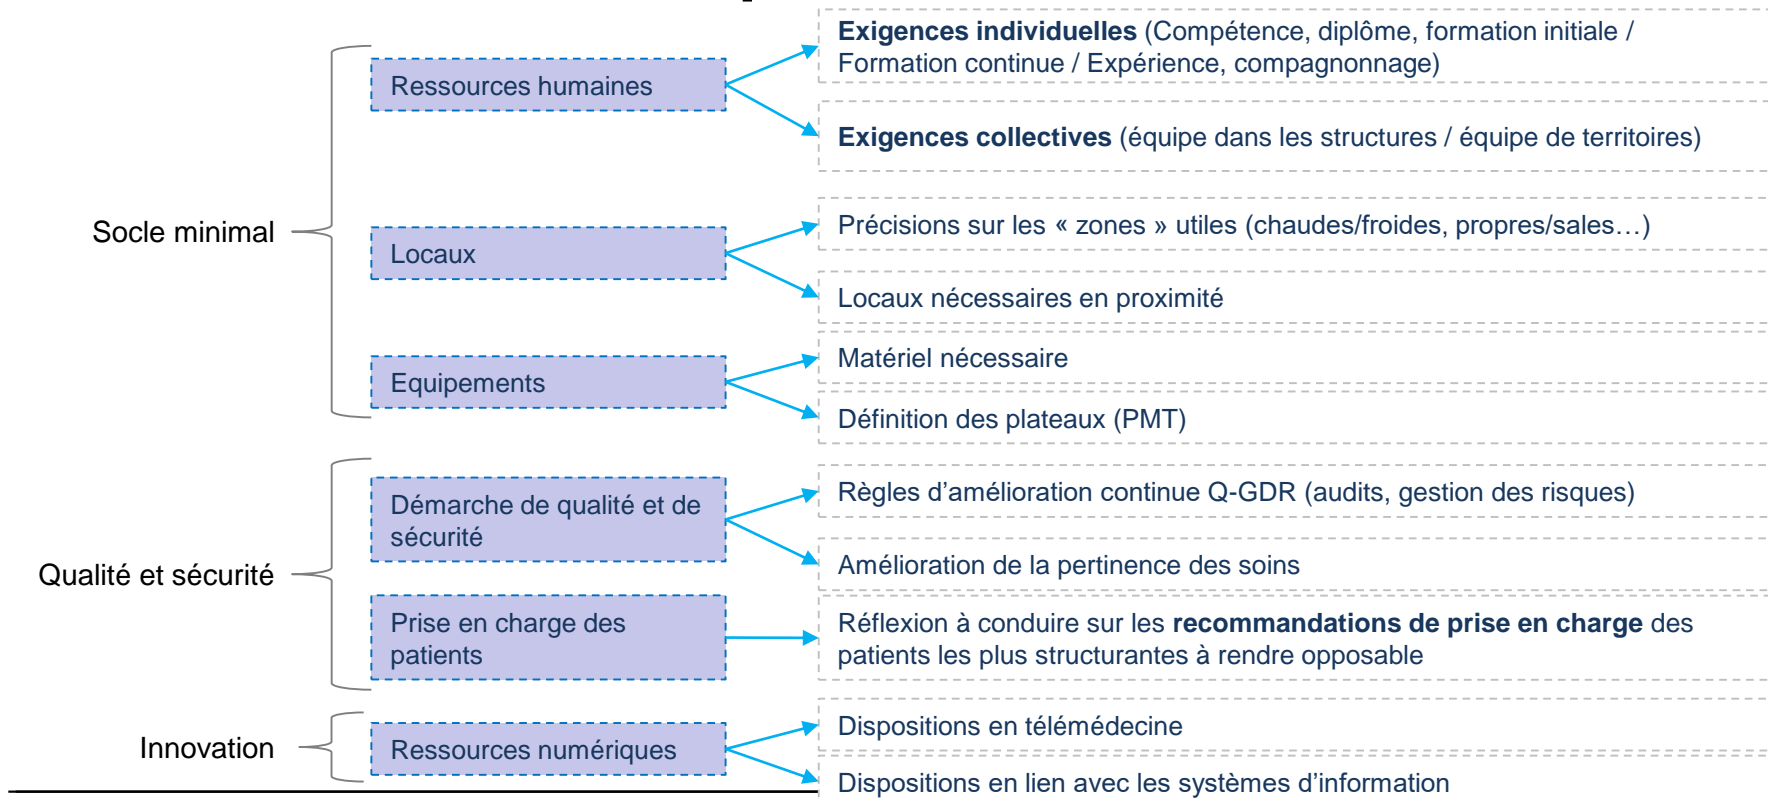 Socle minimal
Ressources humaines
Exigences individuelles (Compétence, diplôme, formation initiale /
Formation continue / Expérience, compagnonnage)
Exigences collectives (équipe dans les structures / équipe de territoires)
Locaux
Précisions sur les « zones » utiles (chaudes/froides, propres/sales…)
Locaux nécessaires en proximité
Equipements
Matériel nécessaire
Définition des plateaux (PMT)
Qualité et sécurité
Démarche de qualité et de
sécurité
Règles d’amélioration continue Q-GDR (audits, gestion des risques)
Amélioration de la pertinence des soins
Prise en charge des
patients
Réflexion à conduire sur les recommandations de prise en charge des
patients les plus structurantes à rendre opposable
Innovation
Ressources numériques
Dispositions en télémédecine
Dispositions en lien avec les systèmes d’information